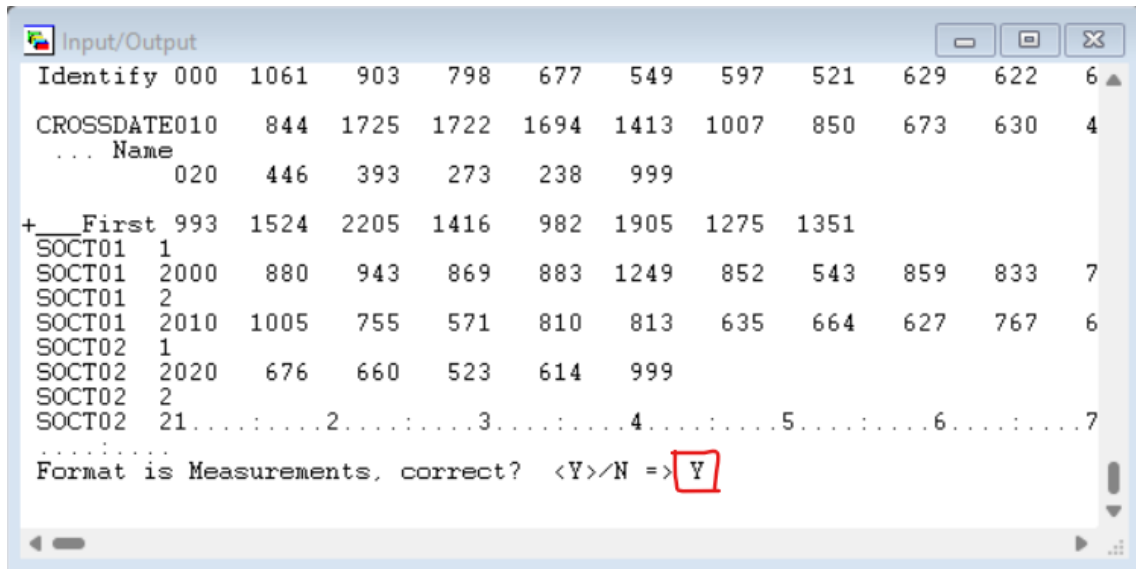 Input/Output
Identify 000 1061 903 798 677 549 597 521 629 622 6
CROSSDATE010 844 1725 1722 1694 1413 1007 850 673 630 4
... Name
020 446 393 273 238 999
+___First 993 1524 2205 1416 982 1905 1275 1351
SOCT01 1
SOCT01 2000 880 943 869 883 1249 852 543 859 833 7
SOCT01 2
SOCT01 2010 1005 755 571 810 813 635 664 627 767 6
SOCT02 1
SOCT02 2020 676 660 523 614 999
SOCT02 2
SOCT02 21....:....2....:....3....:....4....:....5....:....6....:....7
....:....
Format is Measurements, correct? <Y>/N => Y